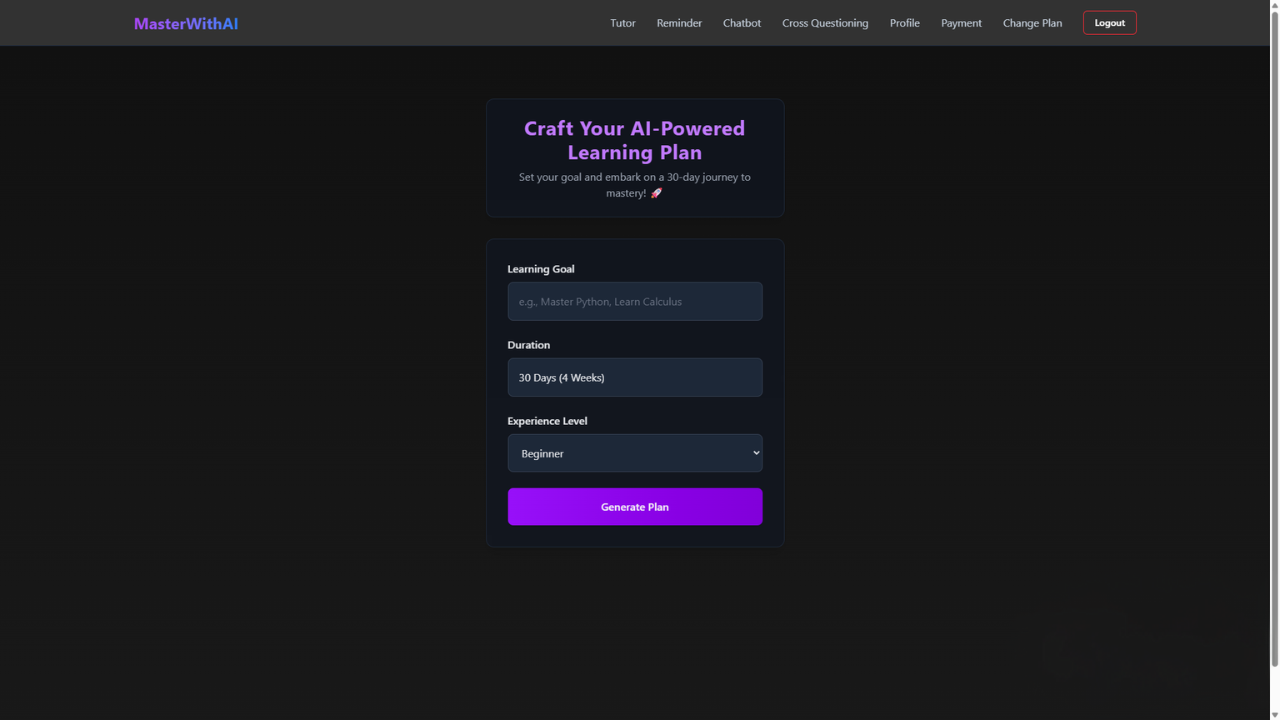 MasterWithAI
Tutor Reminder Chatbot Cross Questioning Profile Payment Change Plan Logout
Craft Your AI-Powered
Learning Plan
Set your goal and embark on a 30-day journey to
mastery! 🚀
Learning Goal
e.g., Master Python, Learn Calculus
Duration
30 Days (4 Weeks)
Experience Level
Beginner
Generate Plan